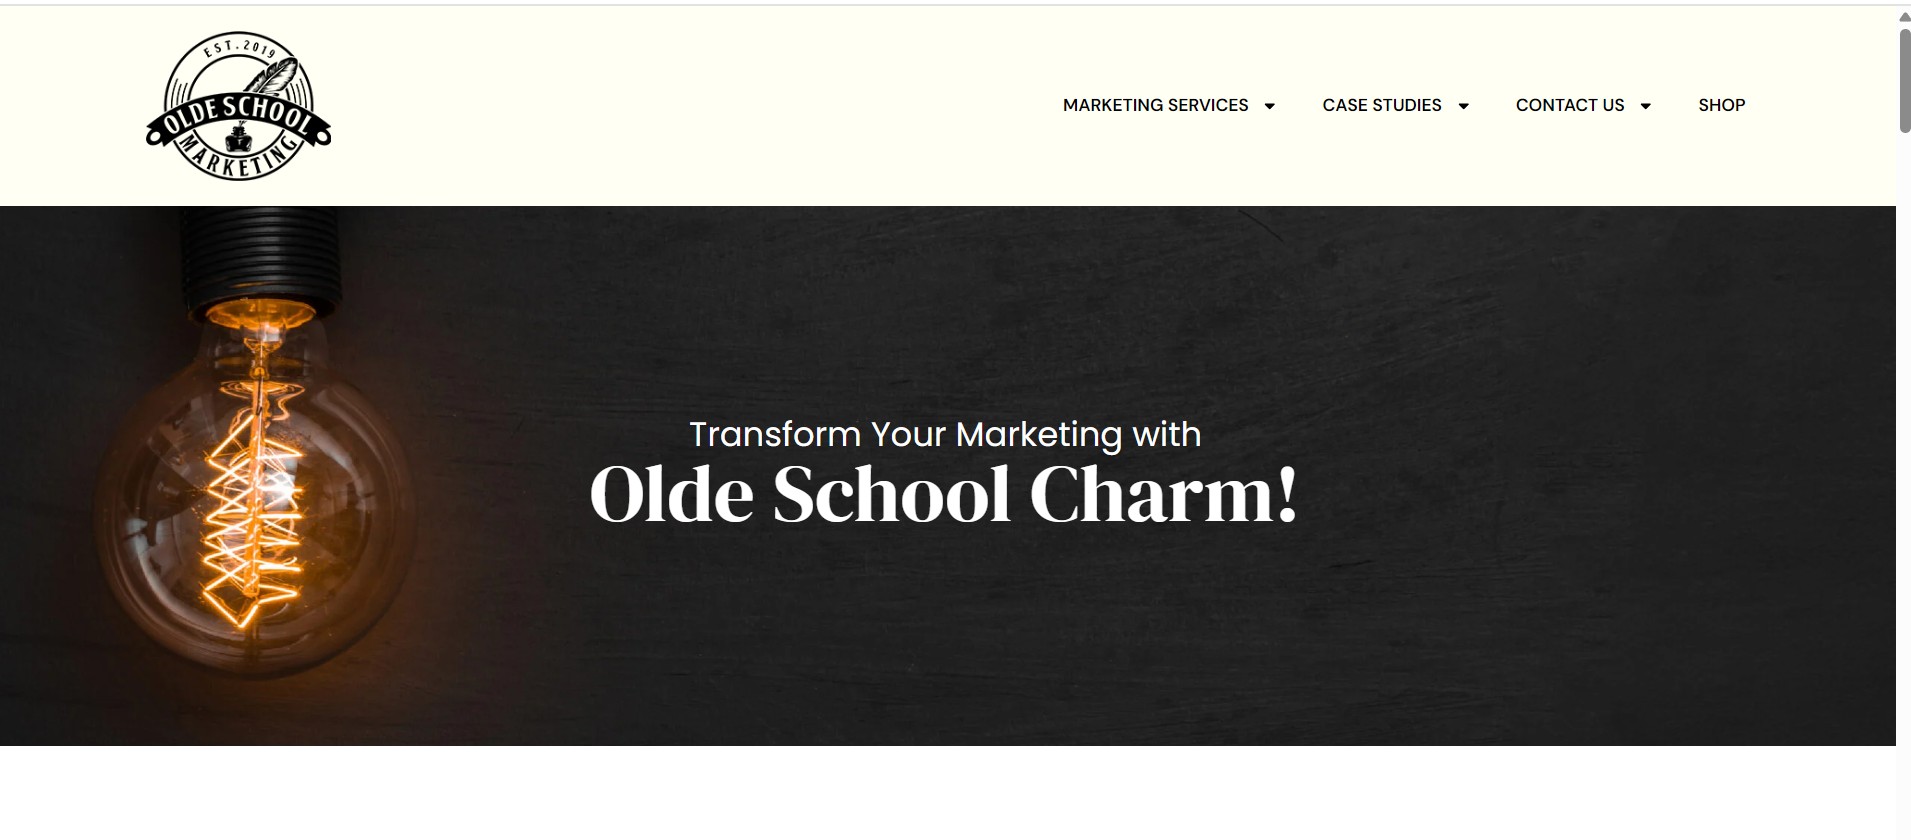 EST. 2019
OLDE SCHOOL
MARKETING
MARKETING SERVICES CASE STUDIES CONTACT US SHOP
Transform Your Marketing with
Olde School Charm!